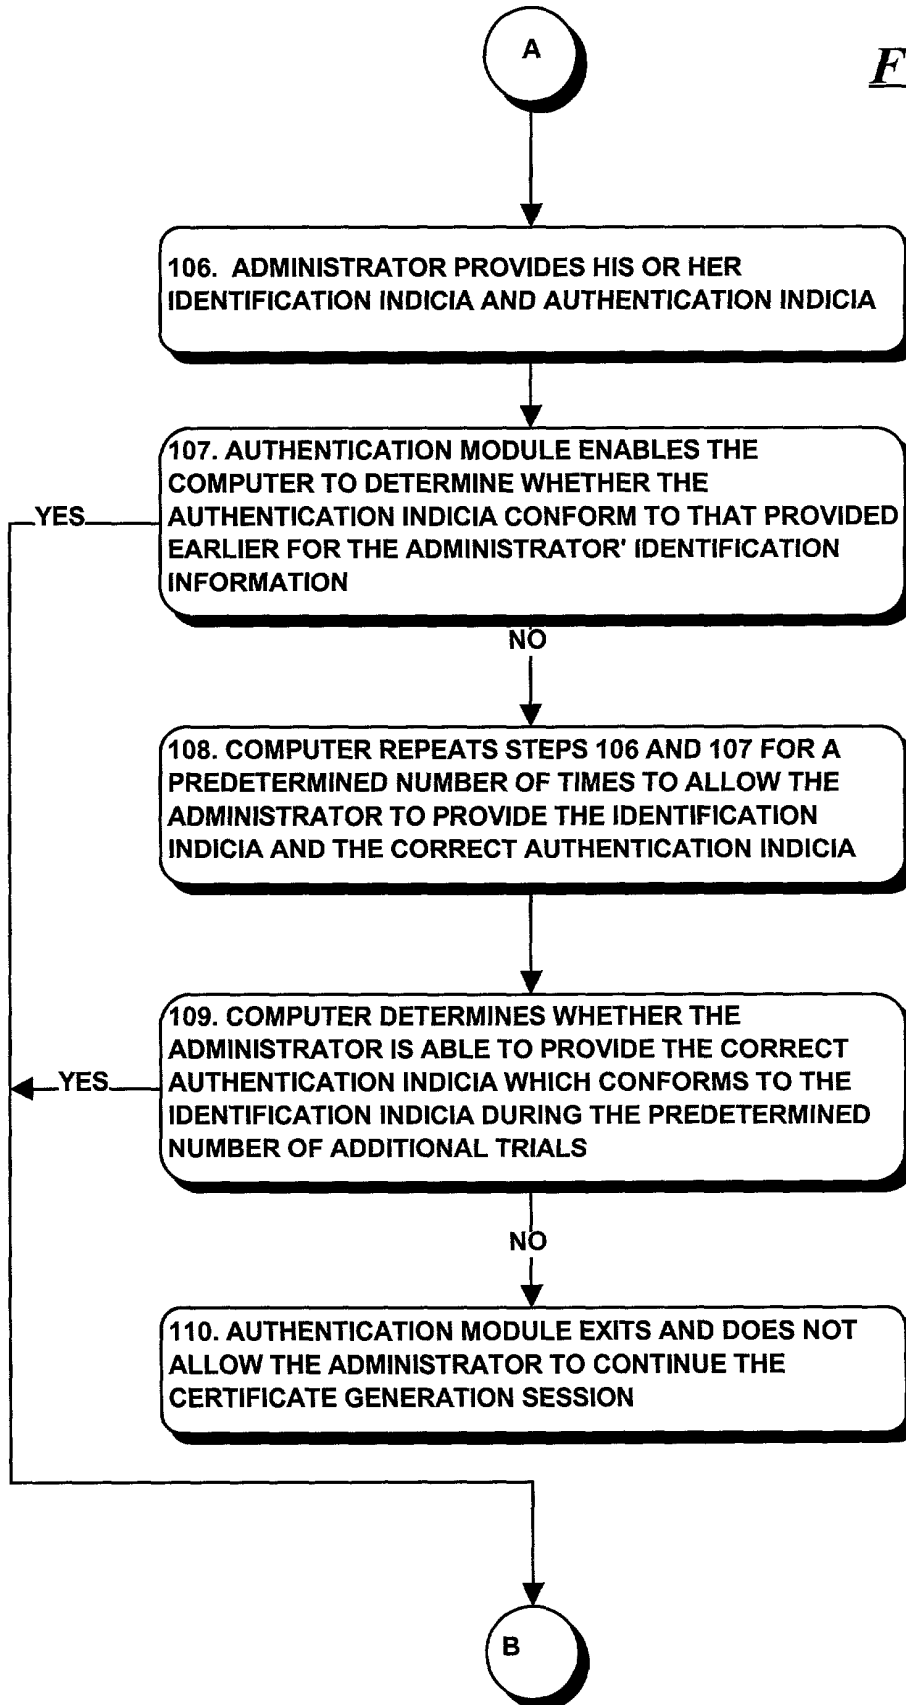 A
F
106. ADMINISTRATOR PROVIDES HIS OR HER
IDENTIFICATION INDICIA AND AUTHENTICATION INDICIA
107. AUTHENTICATION MODULE ENABLES THE
COMPUTER TO DETERMINE WHETHER THE
AUTHENTICATION INDICIA CONFORM TO THAT PROVIDED
EARLIER FOR THE ADMINISTRATOR' IDENTIFICATION
INFORMATION
YES
NO
108. COMPUTER REPEATS STEPS 106 AND 107 FOR A
PREDETERMINED NUMBER OF TIMES TO ALLOW THE
ADMINISTRATOR TO PROVIDE THE IDENTIFICATION
INDICIA AND THE CORRECT AUTHENTICATION INDICIA
109. COMPUTER DETERMINES WHETHER THE
ADMINISTRATOR IS ABLE TO PROVIDE THE CORRECT
AUTHENTICATION INDICIA WHICH CONFORMS TO THE
IDENTIFICATION INDICIA DURING THE PREDETERMINED
NUMBER OF ADDITIONAL TRIALS
YES
NO
110. AUTHENTICATION MODULE EXITS AND DOES NOT
ALLOW THE ADMINISTRATOR TO CONTINUE THE
CERTIFICATE GENERATION SESSION
B